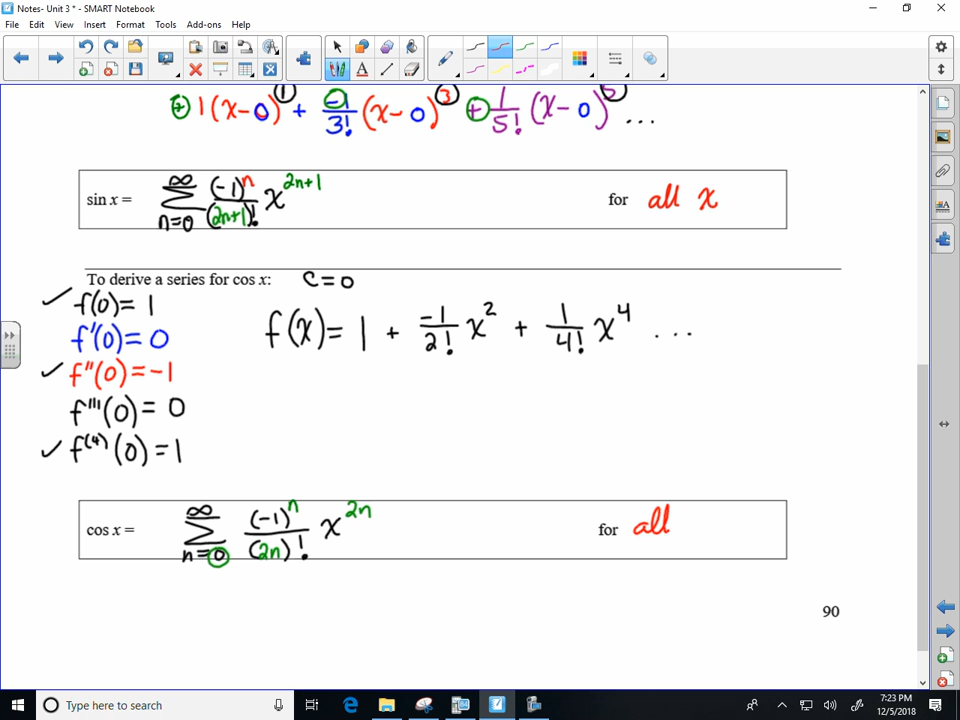 Notes- Unit 3 * - SMART Notebook
File Edit View Insert Format Tools Add-ons Help
+ 1(x-0)^1 + -1/3! (x-0)^3 + 1/5! (x-0)^5 ...
sin x = ∑_{n=0}^{∞} (-1)^n/(2n+1)! x^{2n+1} for all x
To derive a series for cos x: c=0
✓ f(0)= 1
f(x)= 1 + -1/2! x^2 + 1/4! x^4 ...
f'(0)= 0
✓ f''(0)= -1
f'''(0)= 0
✓ f^(4)(0)=1
cos x = ∑_{n=0}^{∞} (-1)^n/(2n)! x^{2n} for all
90
Type here to search
7:23 PM
12/5/2018